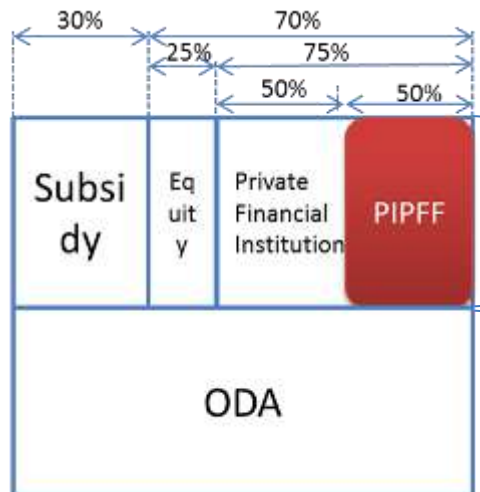 30%
70%
25%
75%
50%
50%
Subsi
dy
Eq
uit
y
Private
Financial
Institution
PIPFF
ODA